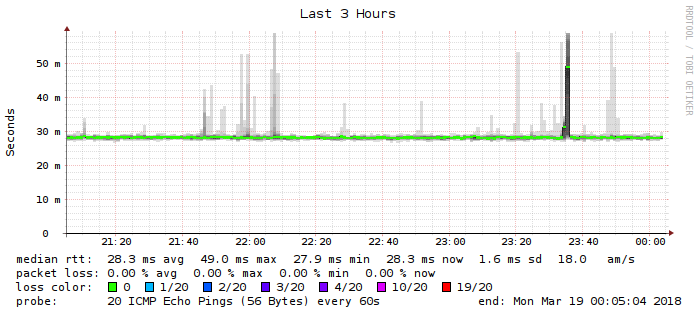 Last 3 Hours
RRDTOOL / TOBI OETIKER
Seconds
50 m
40 m
30 m
20 m
10 m
0
21:20 21:40 22:00 22:20 22:40 23:00 23:20 23:40 00:00
median rtt: 28.3 ms avg 49.0 ms max 27.9 ms min 28.3 ms now 1.6 ms sd 18.0 am/s
packet loss: 0.00 % avg 0.00 % max 0.00 % min 0.00 % now
loss color: 0 1/20 2/20 3/20 4/20 10/20 19/20
probe: 20 ICMP Echo Pings (56 Bytes) every 60s end: Mon Mar 19 00:05:04 2018